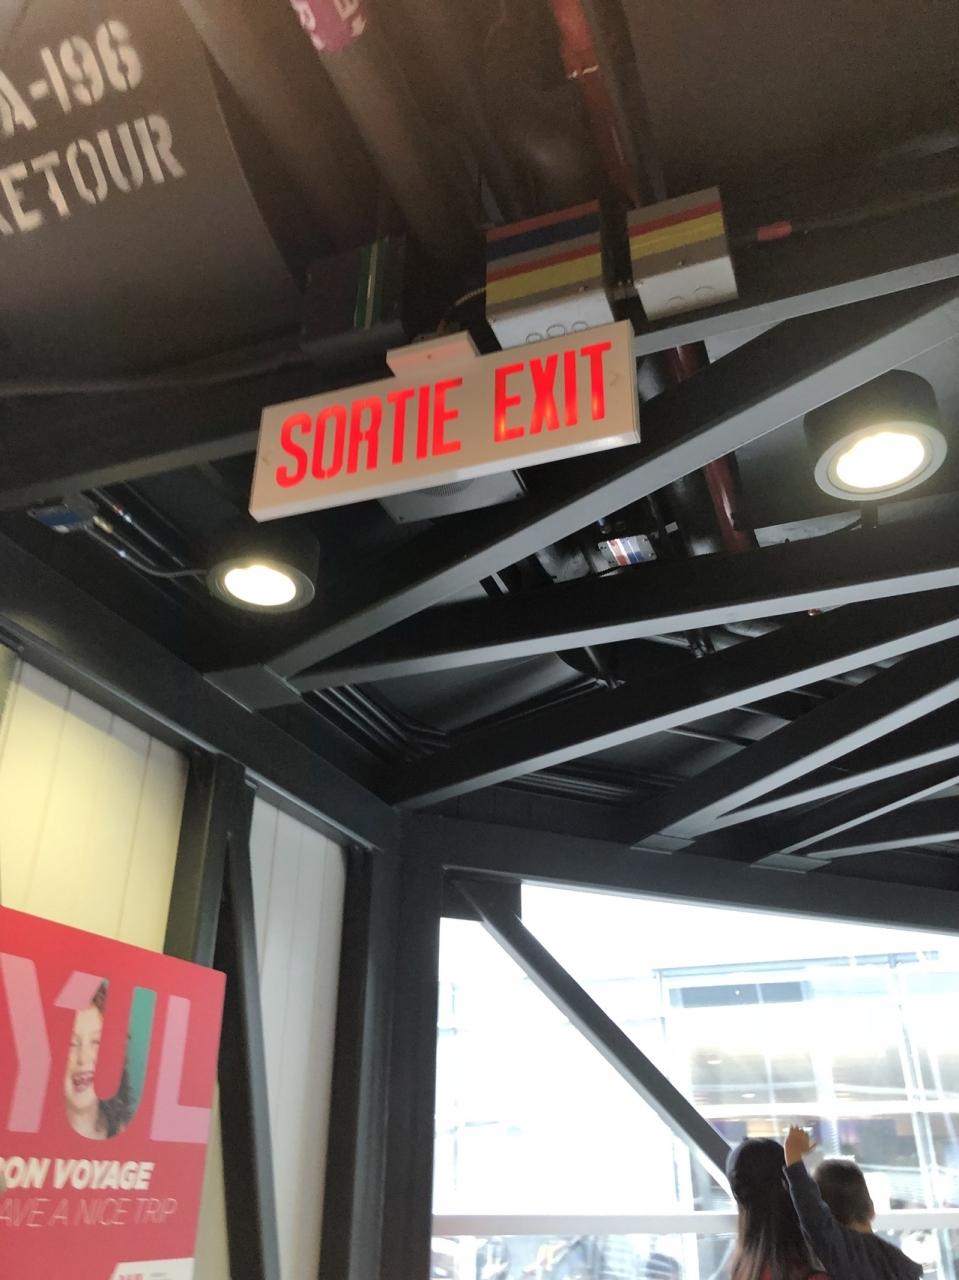 A-196
RETOUR
SORTIE EXIT
YUL
BON VOYAGE
HAVE A NICE TRIP